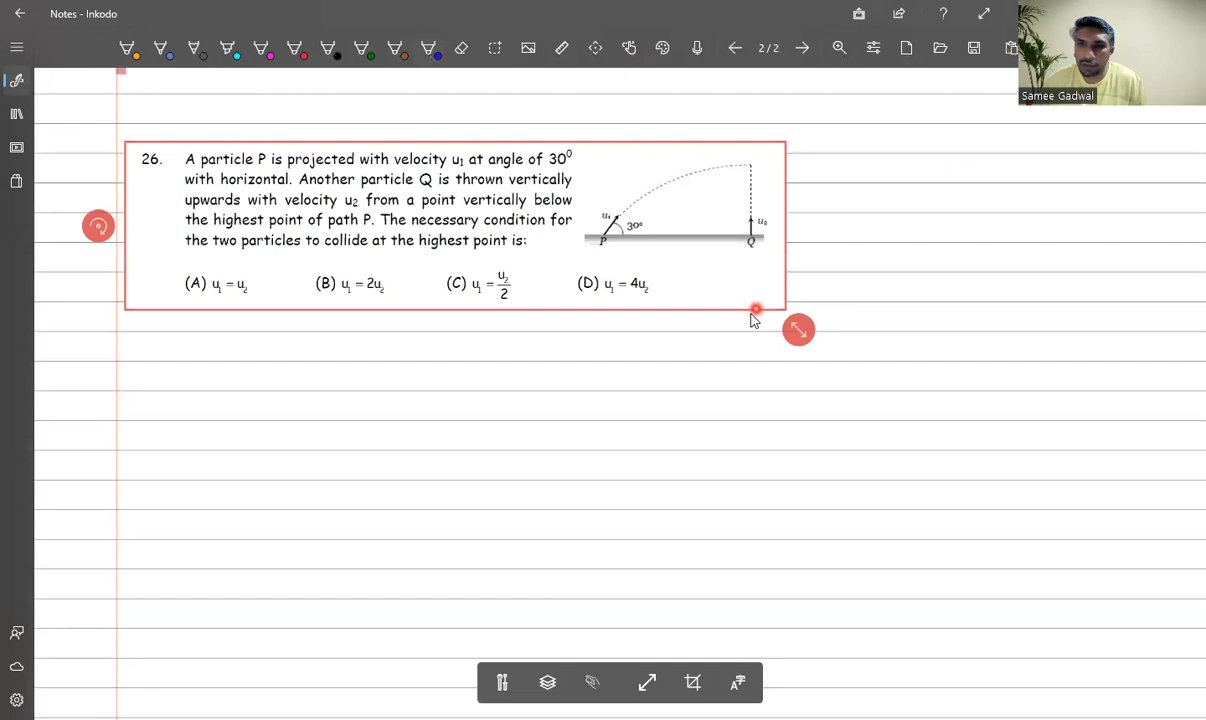 Notes - Inkodo
2/2
Samee Gadwal
26. A particle P is projected with velocity u₁ at angle of 30⁰
with horizontal. Another particle Q is thrown vertically
upwards with velocity u₂ from a point vertically below
the highest point of path P. The necessary condition for
the two particles to collide at the highest point is:
u₁ 30° P u₂ Q
(A) u₁ = u₂ (B) u₁ = 2u₂ (C) u₁ = u₂/2 (D) u₁ = 4u₂